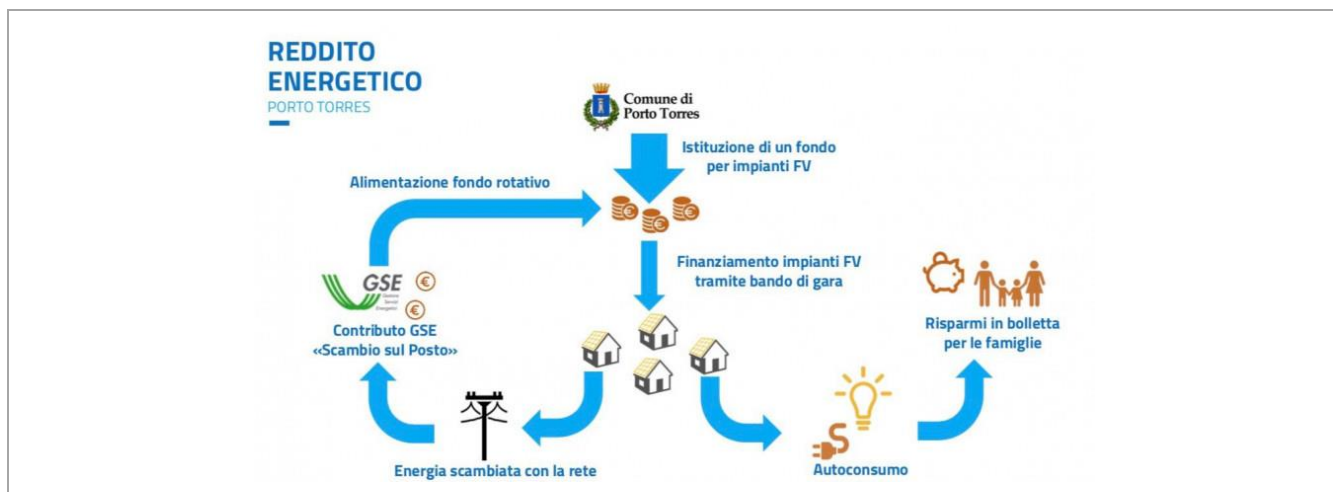 REDDITO
ENERGETICO
PORTO TORRES
Comune di
Porto Torres
Istituzione di un fondo
per impianti FV
Alimentazione fondo rotativo
Finanziamento impianti FV
tramite bando di gara
GSE
Contributo GSE
«Scambio sul Posto»
Risparmi in bolletta
per le famiglie
Energia scambiata con la rete
Autoconsumo